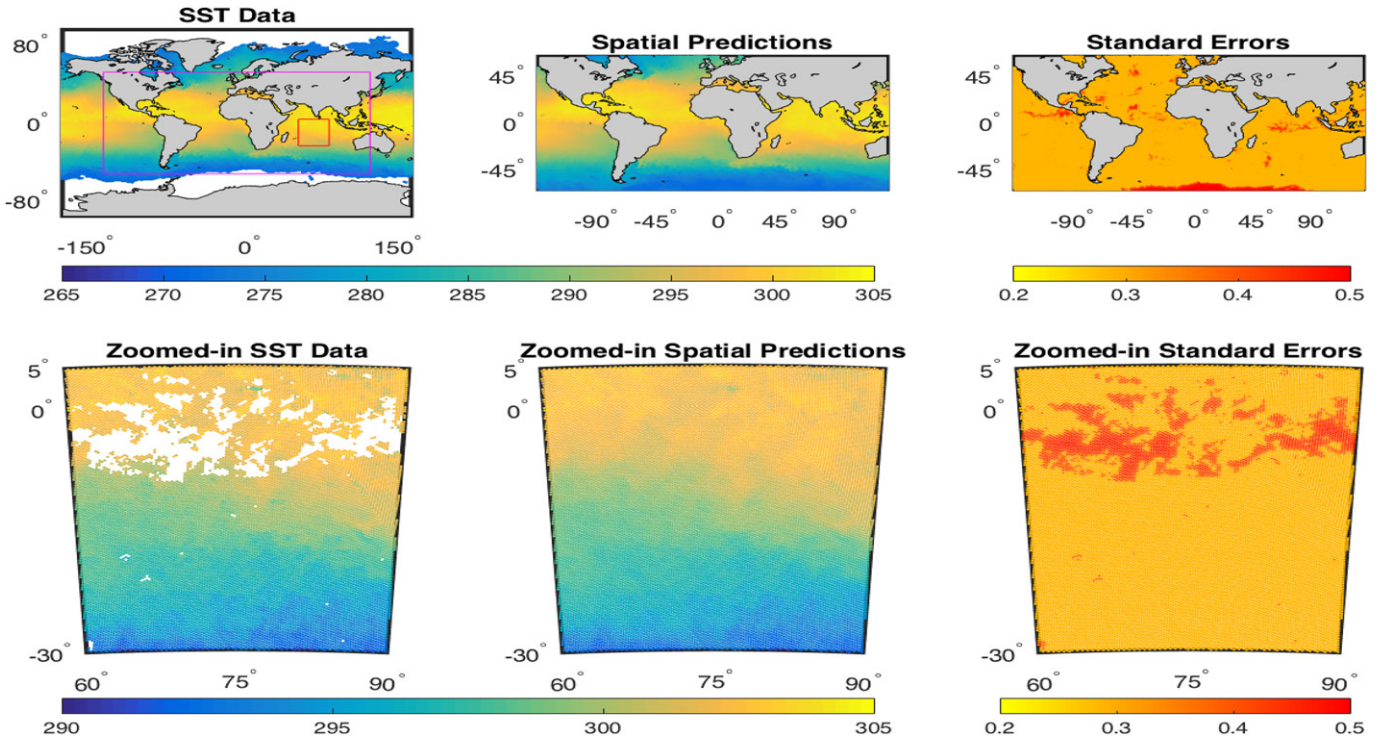 SST Data
80°
0°
-80°
-150° 0° 150°
Spatial Predictions
45°
0°
-45°
-90° -45° 0° 45° 90°
Standard Errors
45°
0°
-45°
-90° -45° 0° 45° 90°
265 270 275 280 285 290 295 300 305
0.2 0.3 0.4 0.5
Zoomed-in SST Data
5°
0°
-30°
60° 75° 90°
Zoomed-in Spatial Predictions
5°
0°
-30°
60° 75° 90°
Zoomed-in Standard Errors
5°
0°
-30°
60° 75° 90°
290 295 300 305
0.2 0.3 0.4 0.5